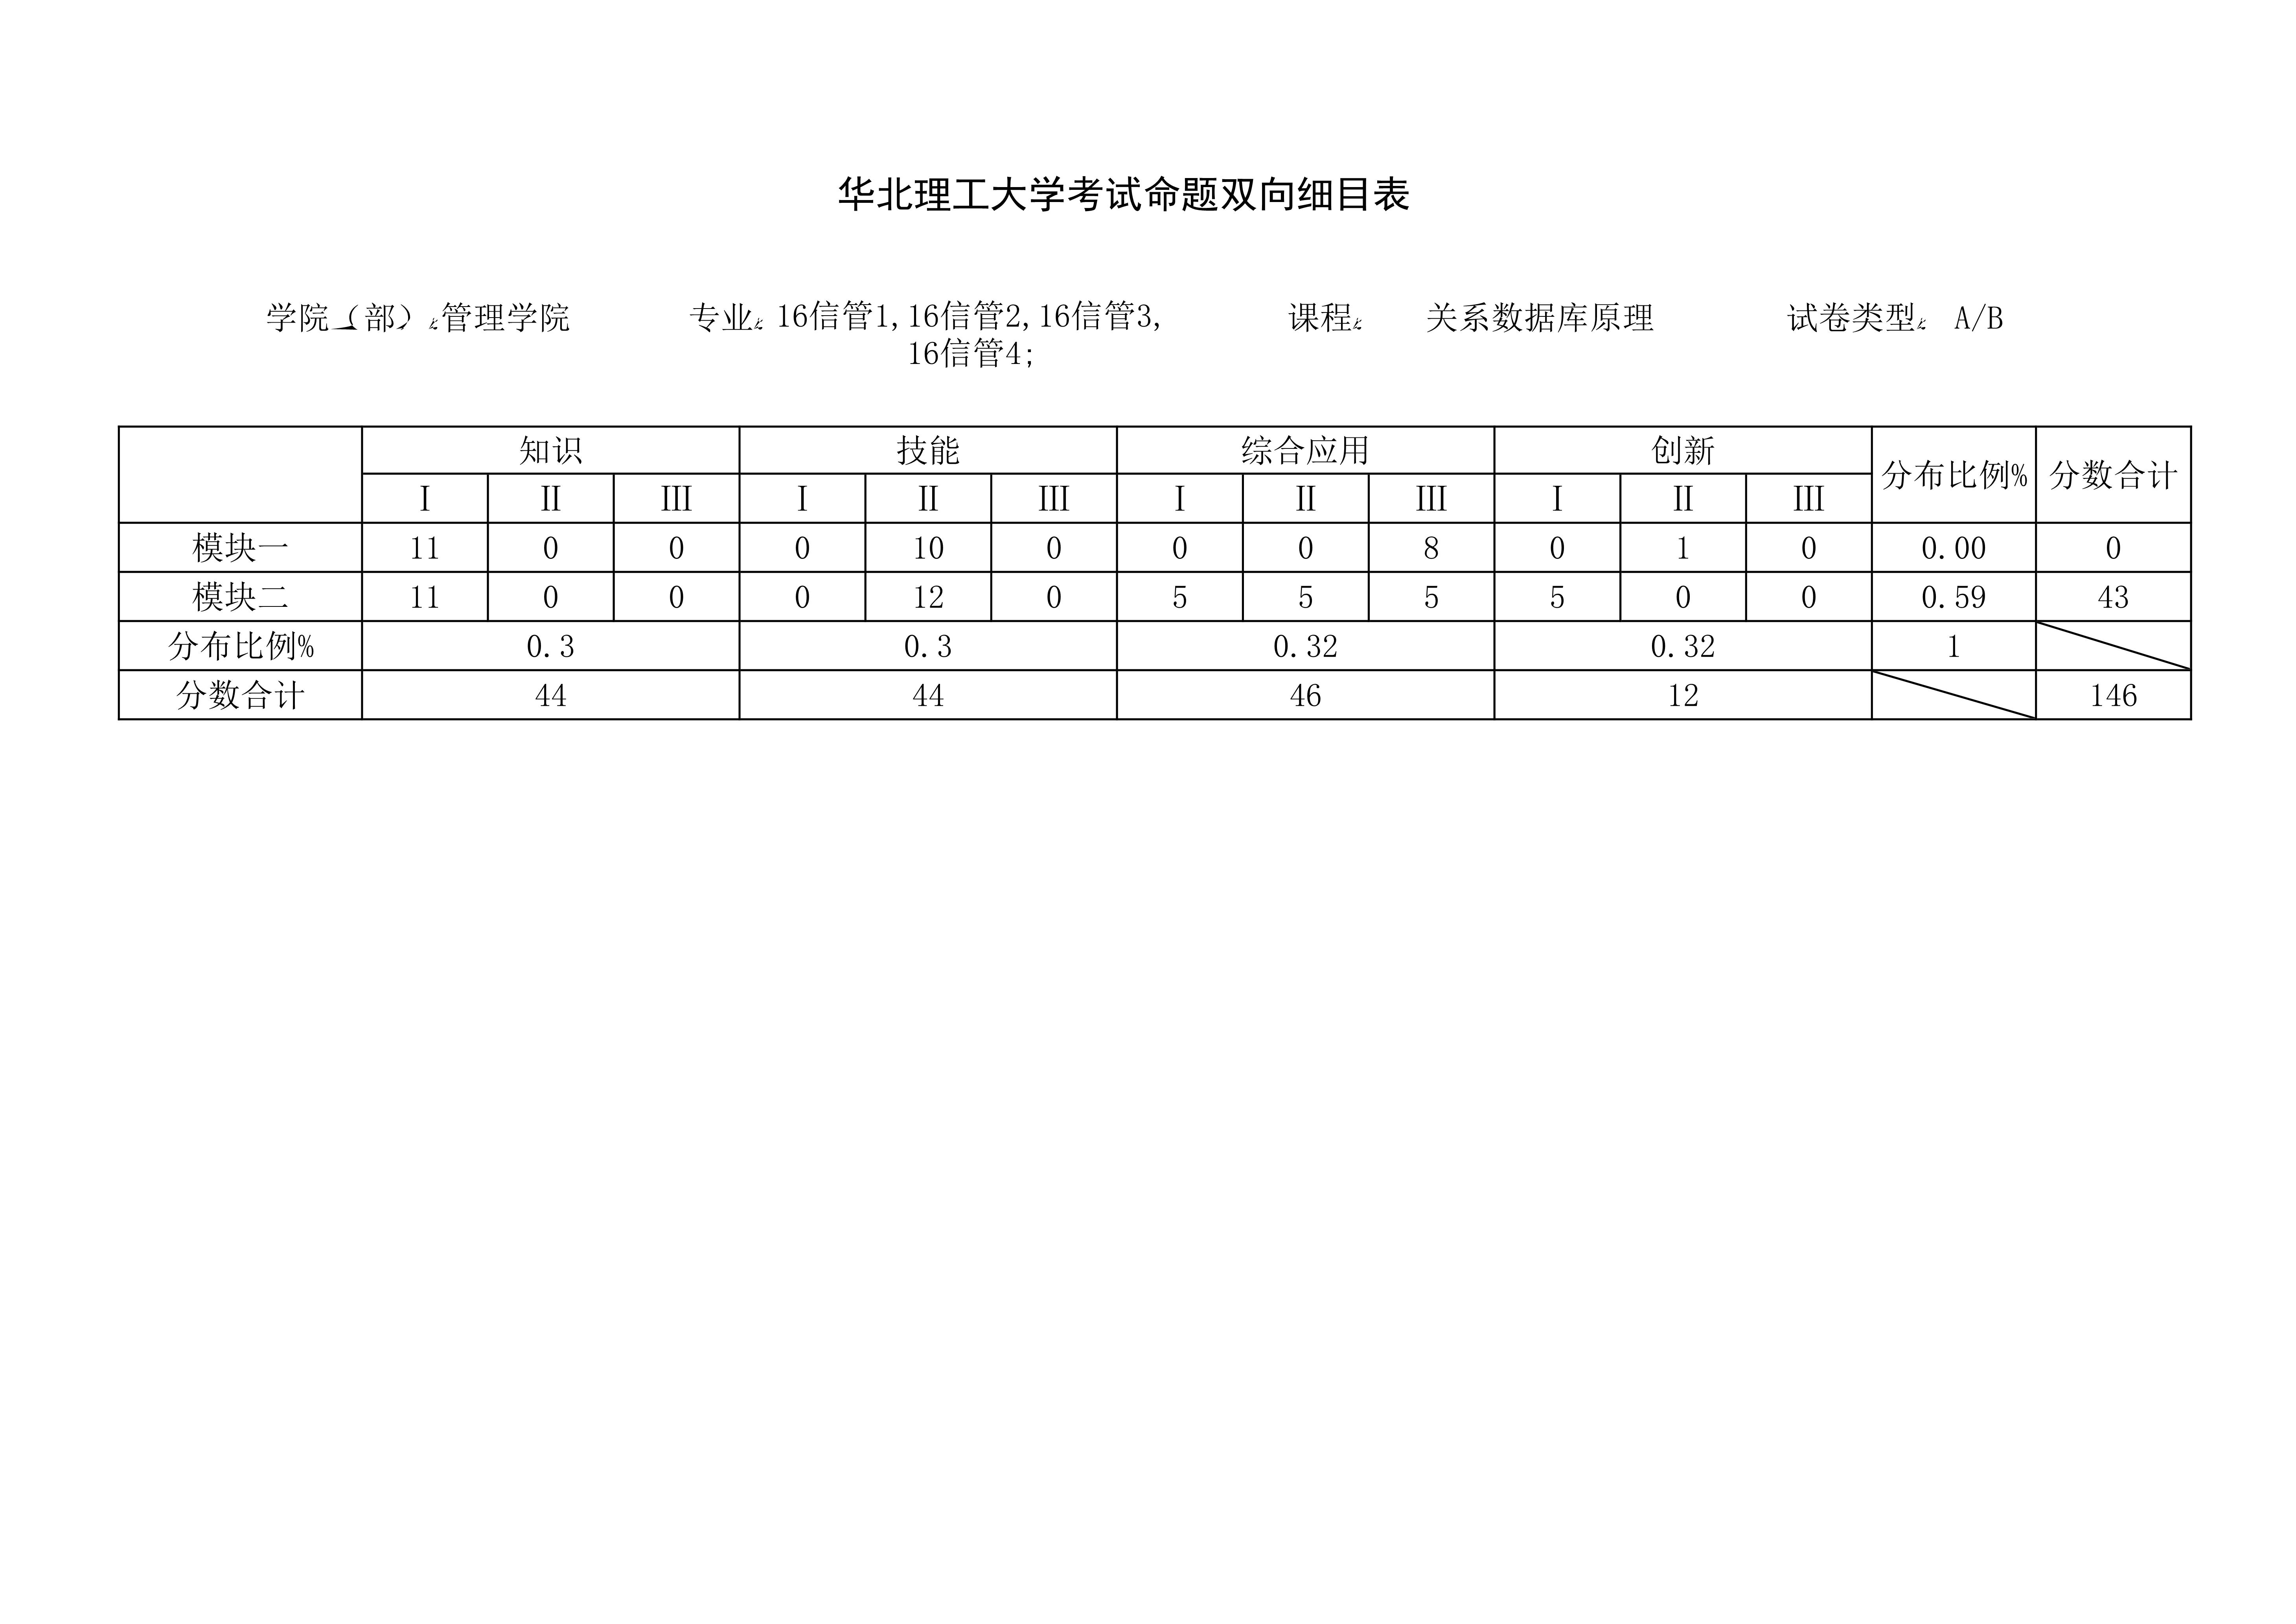 华北理工大学考试命题双向细目表
学院（部）：管理学院 专业：16信管1,16信管2,16信管3, 课程： 关系数据库原理 试卷类型： A/B
16信管4;
知识 技能 综合应用 创新 分布比例% 分数合计
I II III I II III I II III I II III
模块一 11 0 0 0 10 0 0 0 8 0 1 0 0.00 0
模块二 11 0 0 0 12 0 5 5 5 5 0 0 0.59 43
分布比例% 0.3 0.3 0.32 0.32 1
分数合计 44 44 46 12 146